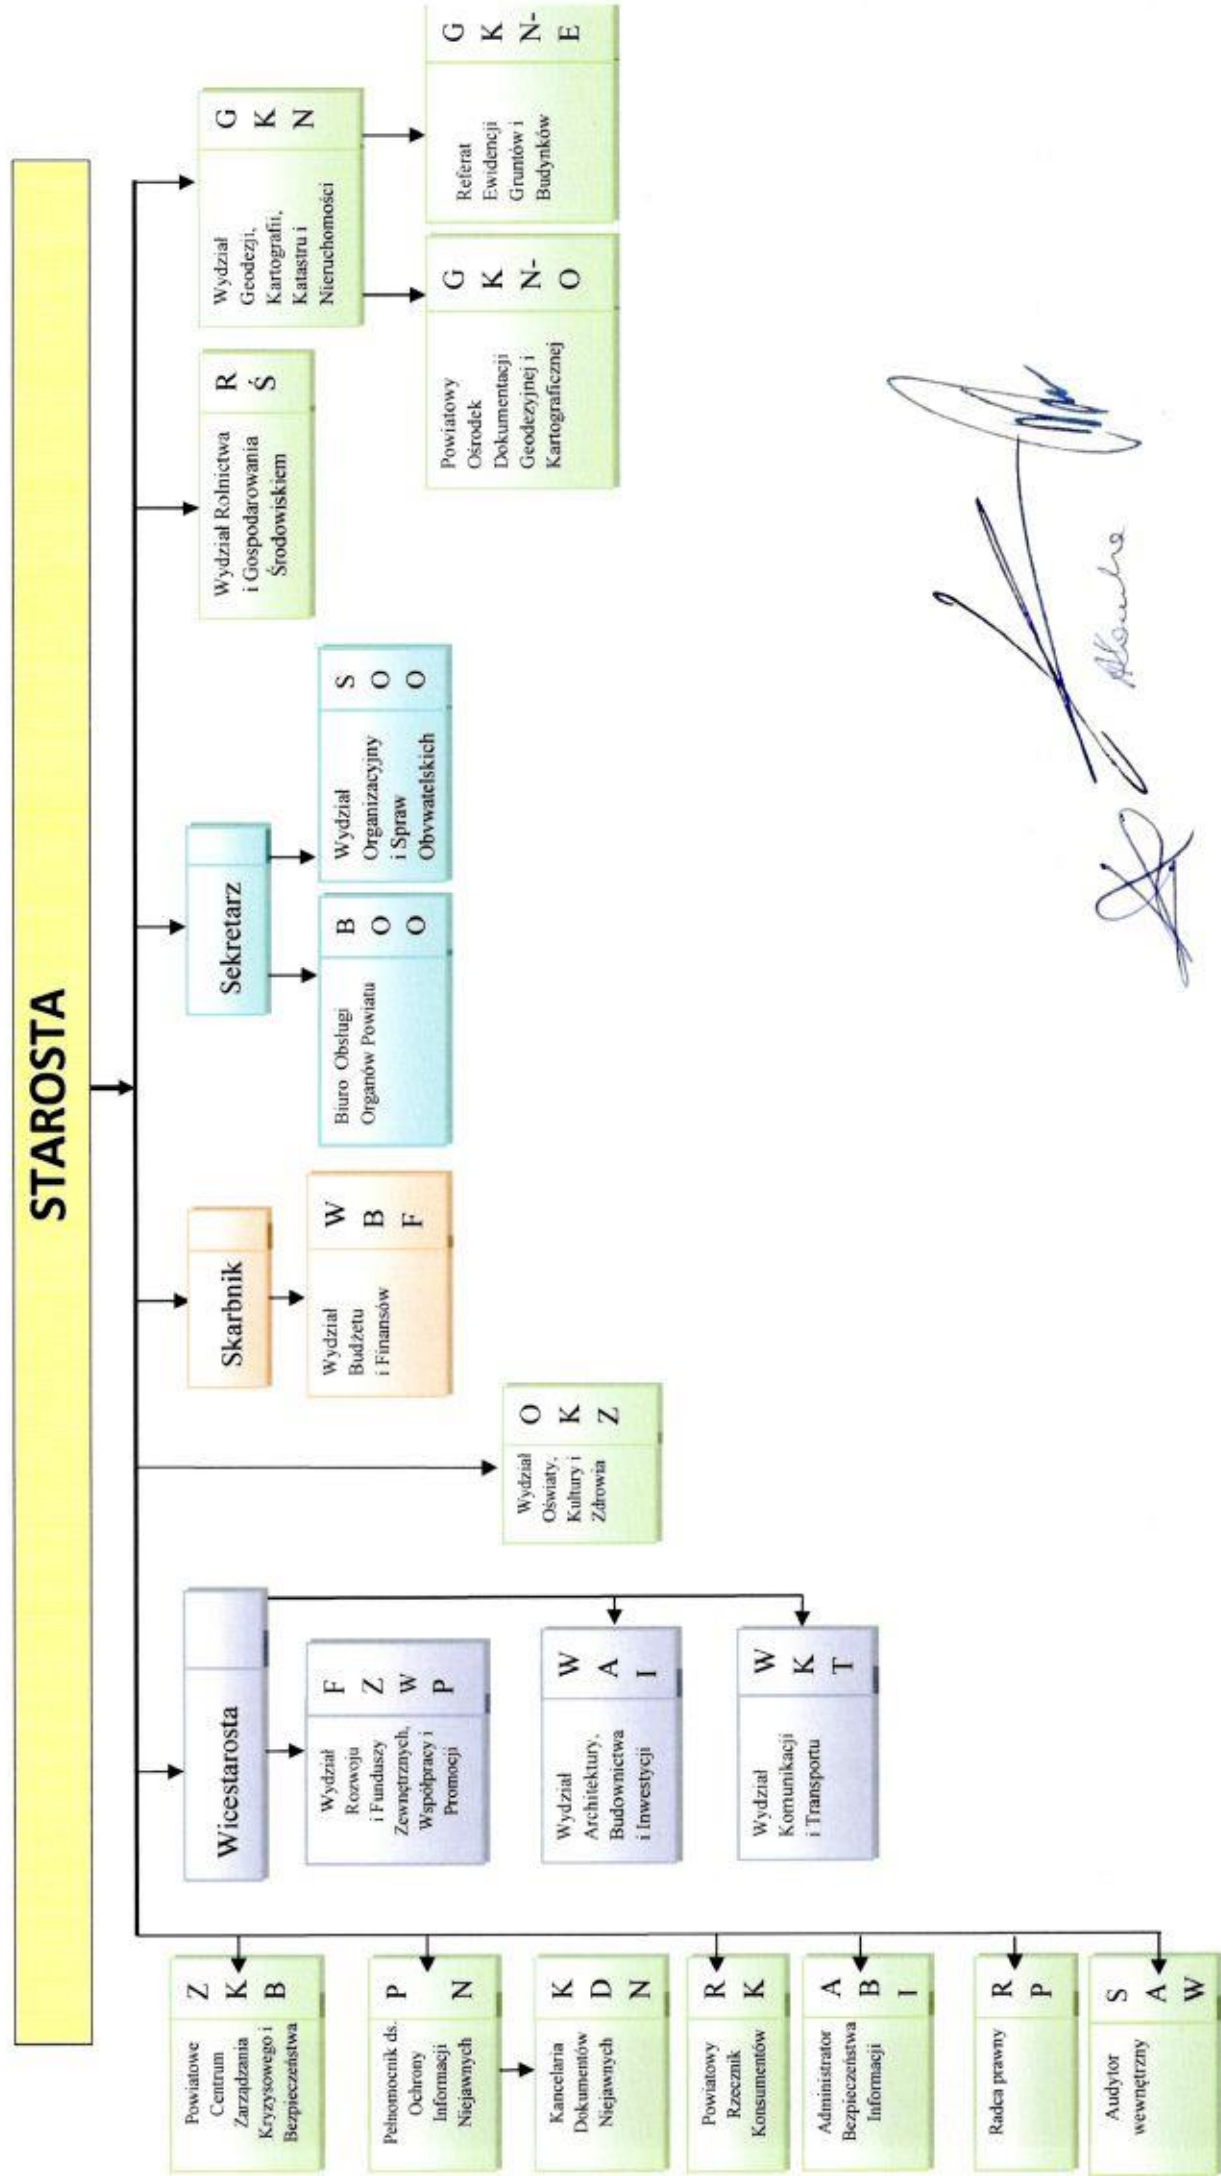 STAROSTA
Powiatowe
Centrum
Zarządzania
Kryzysowego i
Bezpieczeństwa
Z
K
B
Pełnomocnik ds.
Ochrony
Informacji
Niejawnych
P
N
Kancelaria
Dokumentów
Niejawnych
K
D
N
Powiatowy
Rzecznik
Konsumentów
R
K
Administrator
Bezpieczeństwa
Informacji
A
B
I
Radca prawny
R
P
Audytor
wewnętrzny
S
A
W
Wicestarosta
Wydział
Rozwoju
i Funduszy
Zewnętrznych,
Współpracy i
Promocji
F
Z
W
P
Wydział
Architektury,
Budownictwa
i Inwestycji
W
A
I
Wydział
Komunikacji
i Transportu
W
K
T
Wydział
Oświaty,
Kultury i
Zdrowia
O
K
Z
Skarbnik
Wydział
Budżetu
i Finansów
W
B
F
Sekretarz
Biuro Obsługi
Organów Powiatu
B
O
O
Wydział
Organizacyjny
i Spraw
Obywatelskich
S
O
O
Wydział Rolnictwa
i Gospodarowania
Środowiskiem
R
Ś
Wydział
Geodezji,
Kartografii,
Katastru i
Nieruchomości
G
K
N
Powiatowy
Ośrodek
Dokumentacji
Geodezyjnej i
Kartograficznej
G
K
N-
O
Referat
Ewidencji
Gruntów i
Budynków
G
K
N-
E